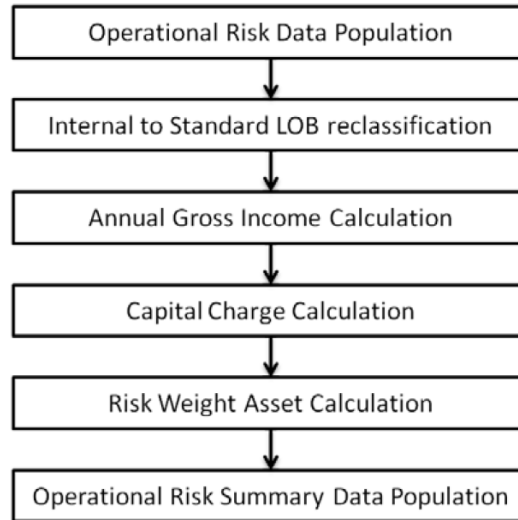 Operational Risk Data Population
Internal to Standard LOB reclassification
Annual Gross Income Calculation
Capital Charge Calculation
Risk Weight Asset Calculation
Operational Risk Summary Data Population